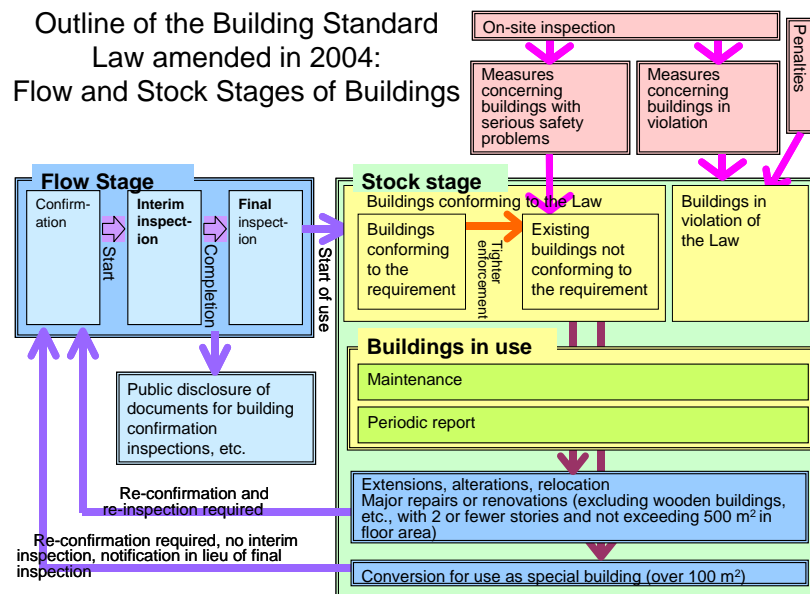 Outline of the Building Standard
Law amended in 2004:
Flow and Stock Stages of Buildings
On-site inspection
Penalties
Measures
concerning
buildings with
serious safety
problems
Measures
concerning
buildings in
violation
Flow Stage
Confirm-
ation
Start
Interim
inspect-
ion
Completion
Final
inspect-
ion
Start of use
Stock stage
Buildings conforming to the Law
Buildings
conforming
to the
requirement
Tighter
enforcement
Existing
buildings not
conforming to
the requirement
Buildings in
violation of
the Law
Public disclosure of
documents for building
confirmation
inspections, etc.
Buildings in use
Maintenance
Periodic report
Re-confirmation and
re-inspection required
Extensions, alterations, relocation
Major repairs or renovations (excluding wooden buildings,
etc., with 2 or fewer stories and not exceeding 500 m² in
floor area)
Re-confirmation required, no interim
inspection, notification in lieu of final
inspection
Conversion for use as special building (over 100 m²)